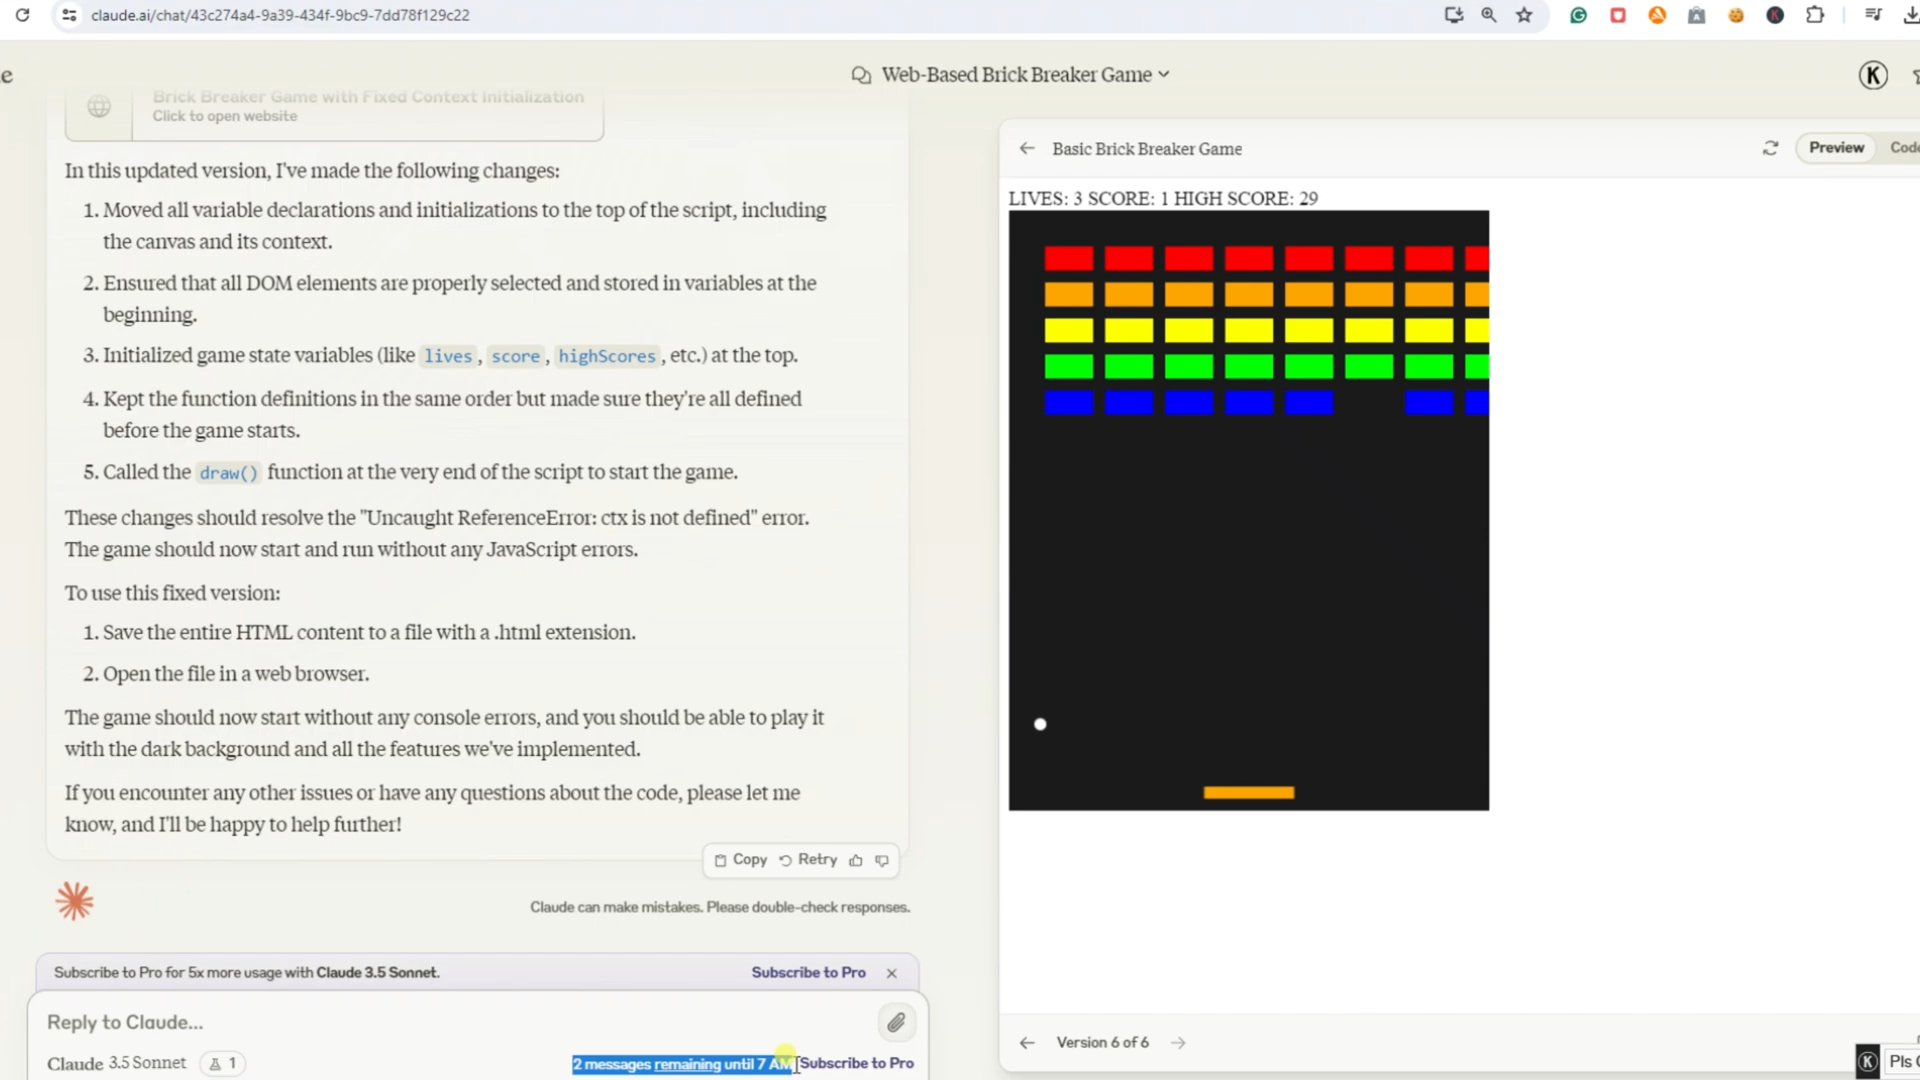 claude.ai/chat/43c274a4-9a39-434f-9bc9-7dd78f129c22
e
Web-Based Brick Breaker Game
K
Brick Breaker Game with Fixed Context Initialization
Click to open website
In this updated version, I've made the following changes:
1. Moved all variable declarations and initializations to the top of the script, including
the canvas and its context.
2. Ensured that all DOM elements are properly selected and stored in variables at the
beginning.
3. Initialized game state variables (like lives, score, highScores, etc.) at the top.
4. Kept the function definitions in the same order but made sure they're all defined
before the game starts.
5. Called the draw() function at the very end of the script to start the game.
These changes should resolve the "Uncaught ReferenceError: ctx is not defined" error.
The game should now start and run without any JavaScript errors.
To use this fixed version:
1. Save the entire HTML content to a file with a .html extension.
2. Open the file in a web browser.
The game should now start without any console errors, and you should be able to play it
with the dark background and all the features we've implemented.
If you encounter any other issues or have any questions about the code, please let me
know, and I'll be happy to help further!
Copy Retry
Claude can make mistakes. Please double-check responses.
Subscribe to Pro for 5x more usage with Claude 3.5 Sonnet. Subscribe to Pro
Reply to Claude...
Claude 3.5 Sonnet 1
2 messages remaining until 7 AM Subscribe to Pro
Basic Brick Breaker Game
Preview Code
LIVES: 3 SCORE: 1 HIGH SCORE: 29
Version 6 of 6
K Pls